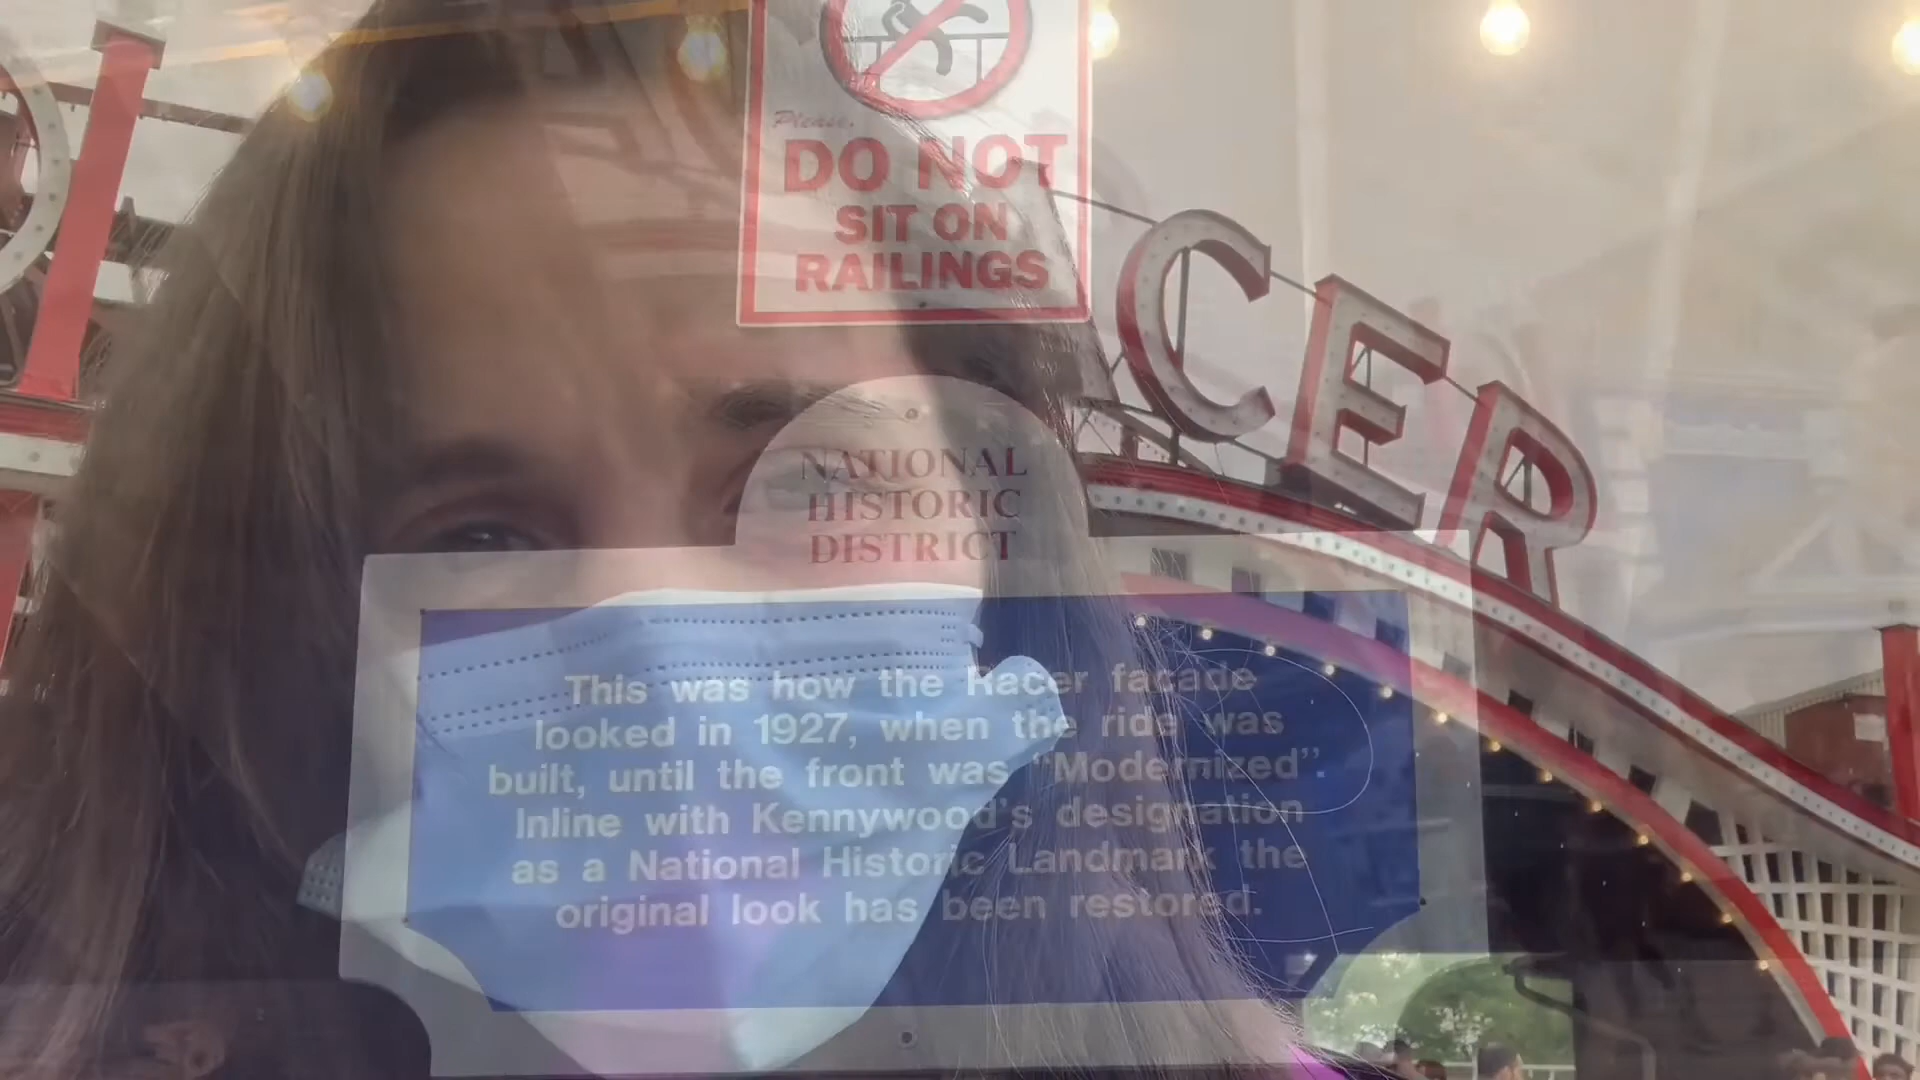 Please.
DO NOT
SIT ON
RAILINGS
CER
NATIONAL
HISTORIC
DISTRICT
This was how the Racer facade
looked in 1927, when the ride was
built, until the front was "Modernized".
Inline with Kennywood's designation
as a National Historic Landmark the
original look has been restored.